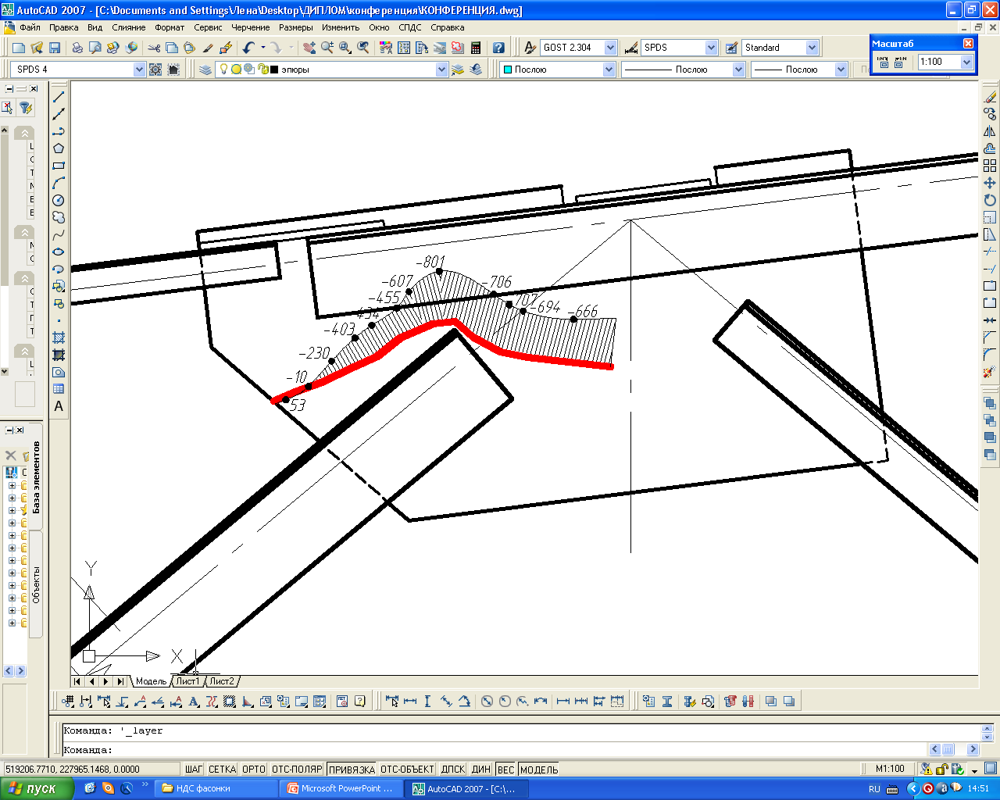 AutoCAD 2007 - [C:\Documents and Settings\Лена\Desktop\ДИПЛОМ\конференция\КОНФЕРЕНЦИЯ.dwg]
Файл Правка Вид Слияние Формат Сервис Черчение Размеры Изменить Окно СПДС Справка
Масштаб
GOST 2.304 SPDS Standard
1:100
SPDS 4 эпюры Послою Послою Послою
-801
-607
-706
-455
-707
-694
-666
-434
-403
-230
-10
53
База элементов
Объекты
Y
X
Модель Лист1 Лист2
Команда: '_layer
Команда:
519206.7710, 227965.1468, 0.0000 ШАГ СЕТКА ОРТО ОТС-ПОЛЯР ПРИВЯЗКА ОТС-ОБЪЕКТ ДПСК ДИН ВЕС МОДЕЛЬ М1:100
пуск НДС фасонки Microsoft PowerPoint ... AutoCAD 2007 - [C:\... RU 14:51